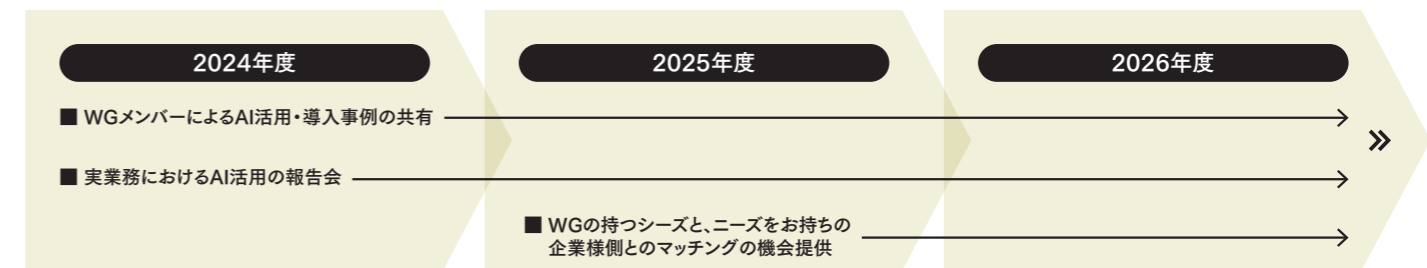 2024年度
2025年度
2026年度
■ WGメンバーによるAI活用・導入事例の共有
■ 実業務におけるAI活用の報告会
■ WGの持つシーズと、ニーズをお持ちの
企業様側とのマッチングの機会提供